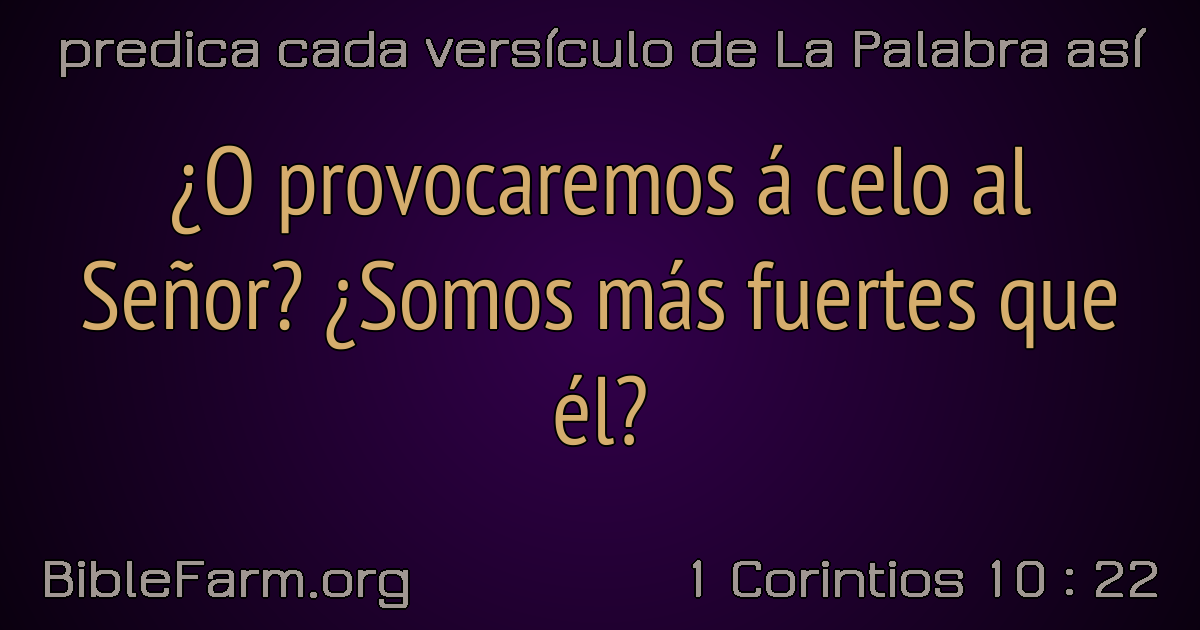 predica cada versículo de La Palabra así
¿O provocaremos á celo al
Señor? ¿Somos más fuertes que
él?
BibleFarm.org
1 Corintios 10 : 22